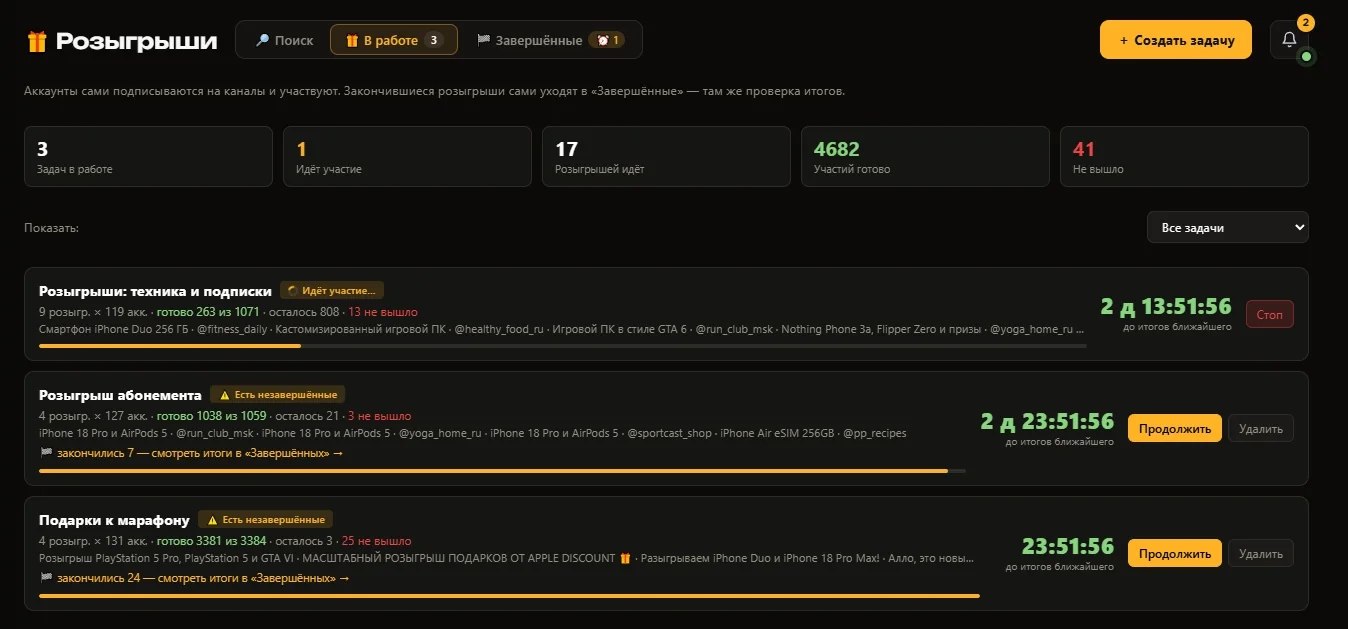 🎁 Розыгрыши
🔎 Поиск
🎁 В работе 3
🏁 Завершённые ⏰ 1
+ Создать задачу
2
Аккаунты сами подписываются на каналы и участвуют. Закончившиеся розыгрыши сами уходят в «Завершённые» — там же проверка итогов.
3
Задач в работе
1
Идёт участие
17
Розыгрышей идёт
4682
Участий готово
41
Не вышло
Показать:
Все задачи
Розыгрыши: техника и подписки Идёт участие...
9 розыгр. × 119 акк. · готово 263 из 1071 · осталось 808 · 13 не вышло
Смартфон iPhone Duo 256 ГБ · @fitness_daily · Кастомизированный игровой ПК · @healthy_food_ru · Игровой ПК в стиле GTA 6 · @run_club_msk · Nothing Phone 3a, Flipper Zero и призы · @yoga_home_ru ...
2 д 13:51:56
до итогов ближайшего
Стоп
Розыгрыш абонемента ⚠ Есть незавершённые
4 розыгр. × 127 акк. · готово 1038 из 1059 · осталось 21 · 3 не вышло
iPhone 18 Pro и AirPods 5 · @run_club_msk · iPhone 18 Pro и AirPods 5 · @yoga_home_ru · iPhone 18 Pro и AirPods 5 · @sportcast_shop · iPhone Air eSIM 256GB · @pp_recipes
🏁 закончились 7 — смотреть итоги в «Завершённых» →
2 д 23:51:56
до итогов ближайшего
Продолжить
Удалить
Подарки к марафону ⚠ Есть незавершённые
4 розыгр. × 131 акк. · готово 3381 из 3384 · осталось 3 · 25 не вышло
Розыгрыш PlayStation 5 Pro, PlayStation 5 и GTA VI · МАСШТАБНЫЙ РОЗЫГРЫШ ПОДАРКОВ ОТ APPLE DISCOUNT 🎁 · Разыгрываем iPhone Duo и iPhone 18 Pro Max! · Алло, это новы...
🏁 закончились 24 — смотреть итоги в «Завершённых» →
23:51:56
до итогов ближайшего
Продолжить
Удалить